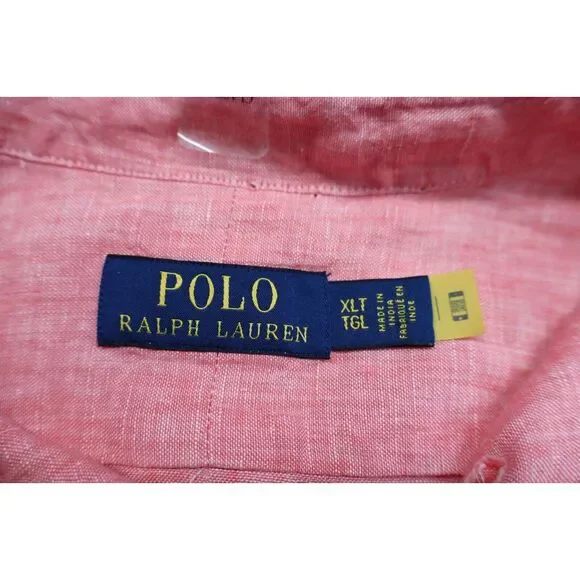 POLO
RALPH LAUREN
XLT
TGL
MADE IN
INDIA
FABRIQUÉ EN
INDE